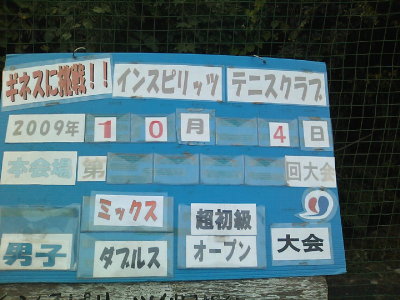 ギネスに挑戦!! インスピリッツ テニスクラブ
2009年 10月 4日
本会場 第 回大会
ミックス 超初級
男子 ダブルス オープン 大会